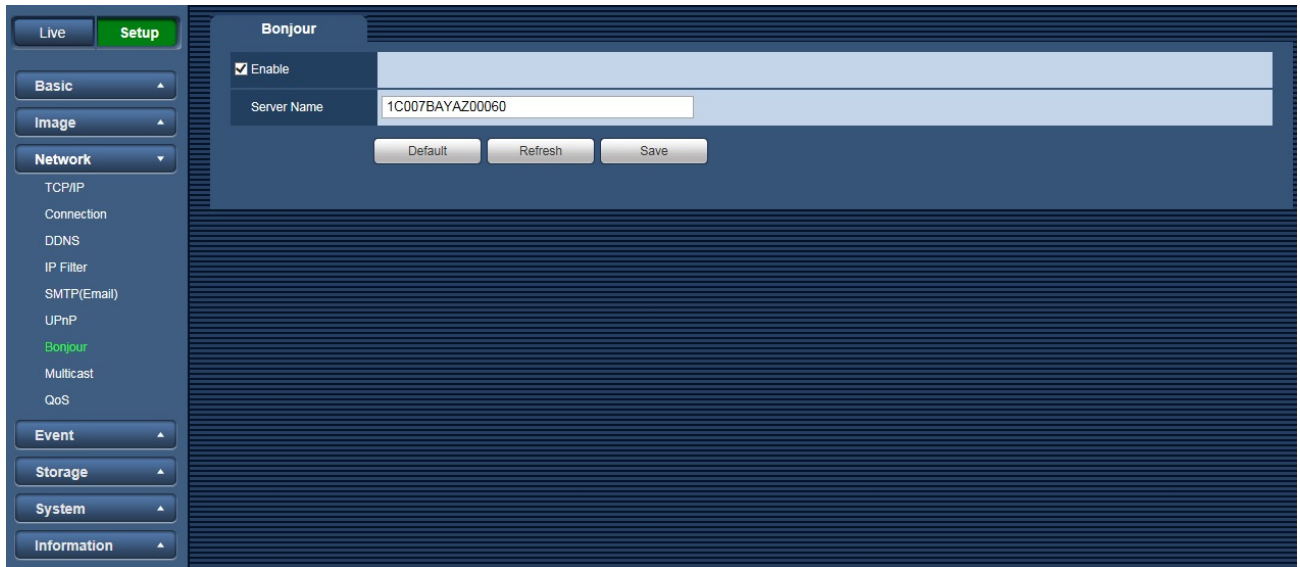 Live Setup
Basic
Image
Network
TCP/IP
Connection
DDNS
IP Filter
SMTP(Email)
UPnP
Bonjour
Multicast
QoS
Event
Storage
System
Information
Bonjour
Enable
Server Name 1C007BAYAZ00060
Default Refresh Save